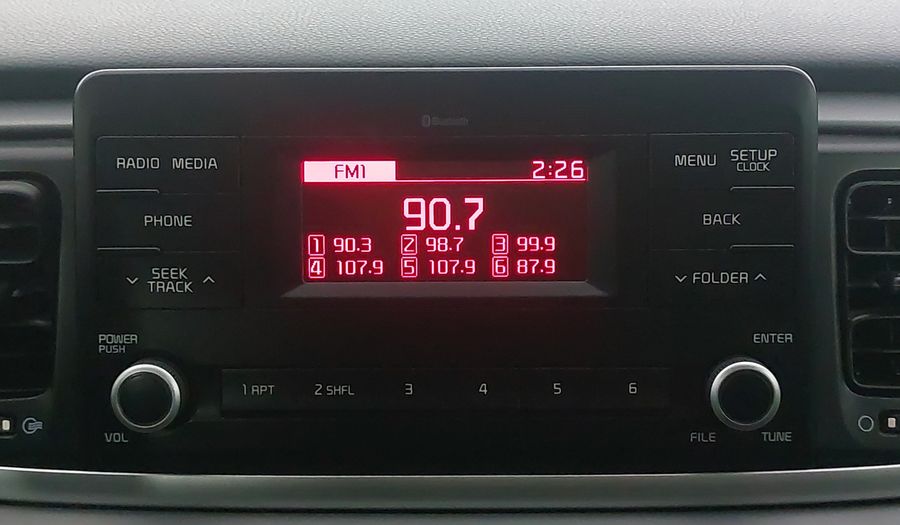 Bluetooth
RADIO MEDIA
PHONE
SEEK
TRACK
FM1 2:26
90.7
1 90.3 2 98.7 3 99.9
4 107.9 5 107.9 6 87.9
MENU SETUP
CLOCK
BACK
FOLDER
POWER
PUSH
VOL
1 RPT 2 SHFL 3 4 5 6
ENTER
FILE TUNE